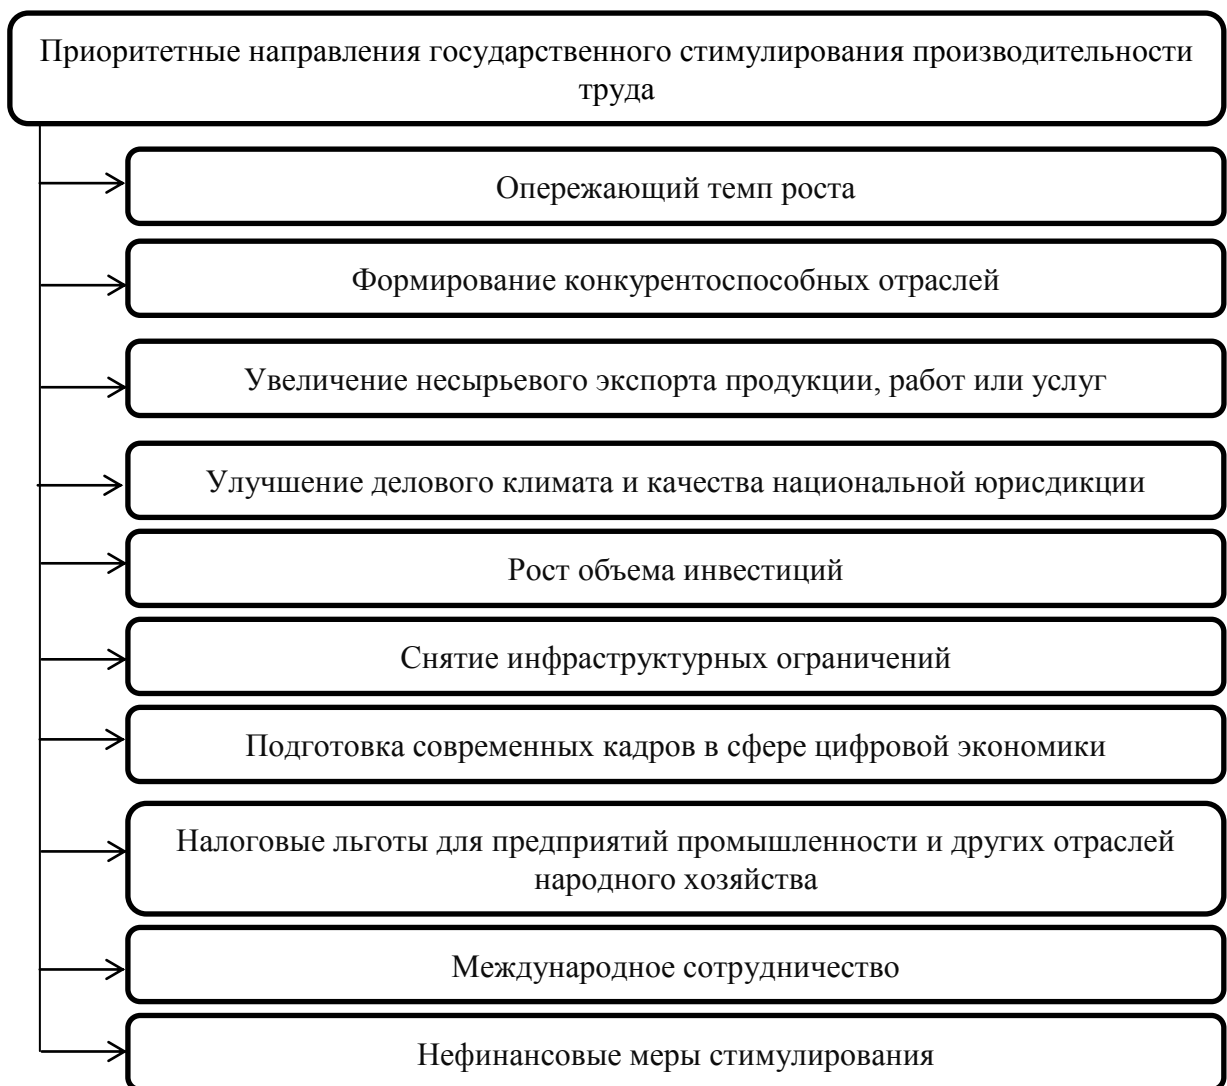 Приоритетные направления государственного стимулирования производительности
труда
Опережающий темп роста
Формирование конкурентоспособных отраслей
Увеличение несырьевого экспорта продукции, работ или услуг
Улучшение делового климата и качества национальной юрисдикции
Рост объема инвестиций
Снятие инфраструктурных ограничений
Подготовка современных кадров в сфере цифровой экономики
Налоговые льготы для предприятий промышленности и других отраслей
народного хозяйства
Международное сотрудничество
Нефинансовые меры стимулирования